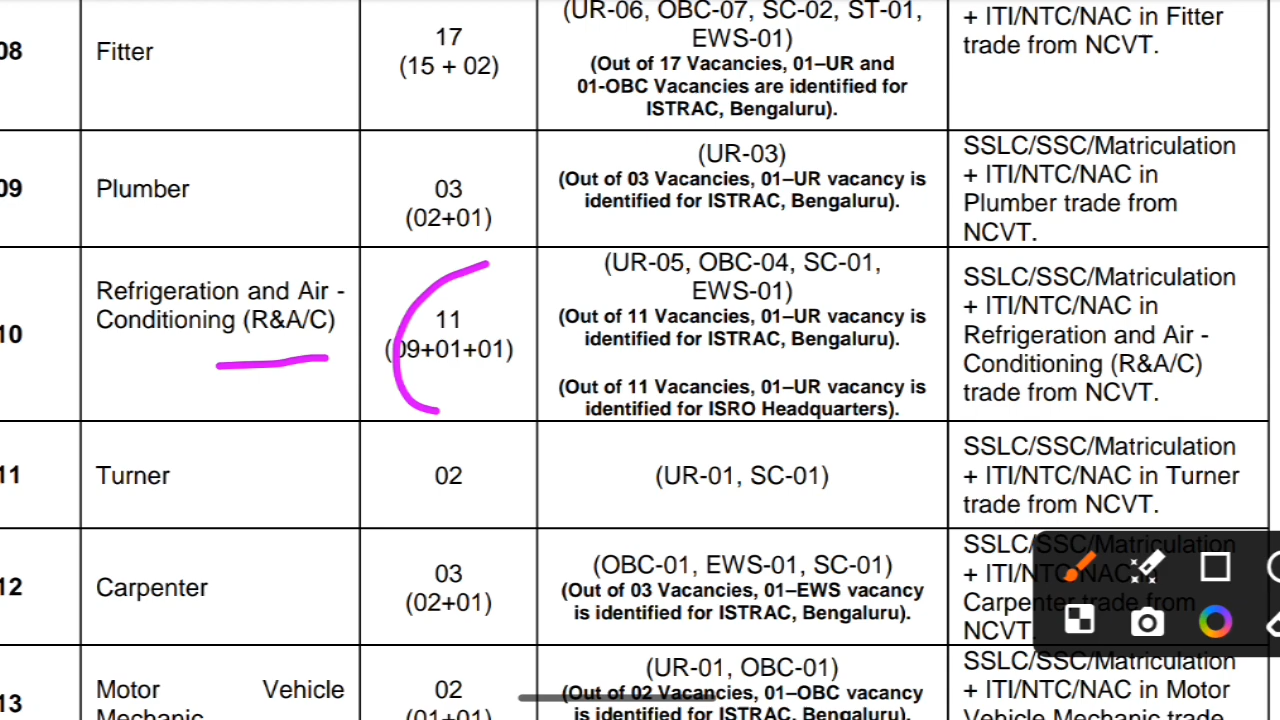 08
Fitter
17
(15 + 02)
(UR-06, OBC-07, SC-02, ST-01,
EWS-01)
(Out of 17 Vacancies, 01–UR and
01-OBC Vacancies are identified for
ISTRAC, Bengaluru).
+ ITI/NTC/NAC in Fitter
trade from NCVT.
09
Plumber
03
(02+01)
(UR-03)
(Out of 03 Vacancies, 01–UR vacancy is
identified for ISTRAC, Bengaluru).
SSLC/SSC/Matriculation
+ ITI/NTC/NAC in
Plumber trade from
NCVT.
10
Refrigeration and Air -
Conditioning (R&A/C)
11
(09+01+01)
(UR-05, OBC-04, SC-01,
EWS-01)
(Out of 11 Vacancies, 01–UR vacancy is
identified for ISTRAC, Bengaluru).
(Out of 11 Vacancies, 01–UR vacancy is
identified for ISRO Headquarters).
SSLC/SSC/Matriculation
+ ITI/NTC/NAC in
Refrigeration and Air -
Conditioning (R&A/C)
trade from NCVT.
11
Turner
02
(UR-01, SC-01)
SSLC/SSC/Matriculation
+ ITI/NTC/NAC in Turner
trade from NCVT.
12
Carpenter
03
(02+01)
(OBC-01, EWS-01, SC-01)
(Out of 03 Vacancies, 01–EWS vacancy
is identified for ISTRAC, Bengaluru).
SSLC/SSC/Matriculation
+ ITI/NTC/NAC in
Carpenter trade from
NCVT.
13
Motor Vehicle
Mechanic
02
(01+01)
(UR-01, OBC-01)
(Out of 02 Vacancies, 01–OBC vacancy
is identified for ISTRAC, Bengaluru).
SSLC/SSC/Matriculation
+ ITI/NTC/NAC in Motor
Vehicle Mechanic trade